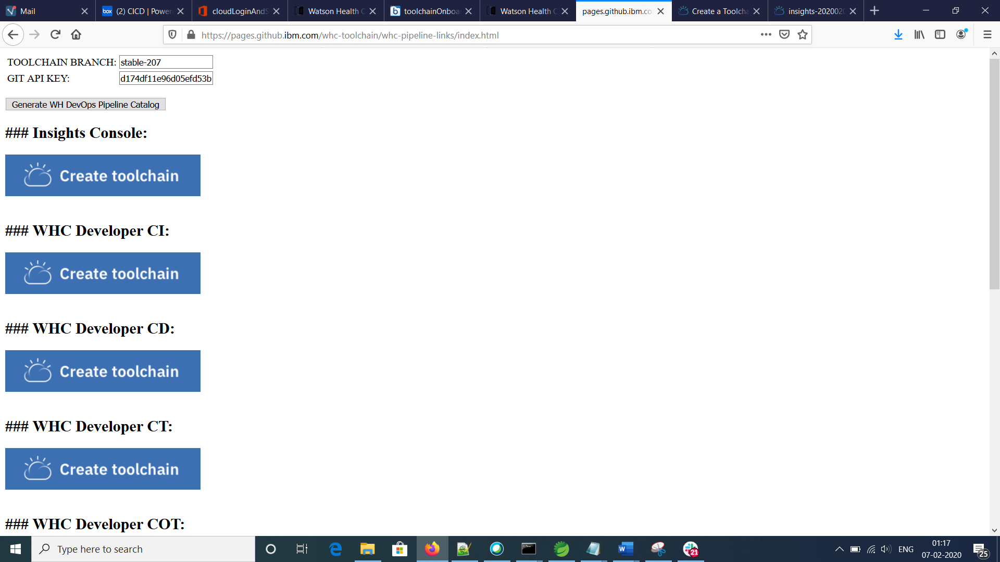 Mail
box (2) CICD | Power
cloudLoginAndS
Watson Health C
toolchainOnboa
Watson Health C
pages.github.ibm.co
Create a Toolcha
insights-202002
https://pages.github.ibm.com/whc-toolchain/whc-pipeline-links/index.html
TOOLCHAIN BRANCH: stable-207
GIT API KEY: d174df11e96d05efd53b
Generate WH DevOps Pipeline Catalog
### Insights Console:
Create toolchain
### WHC Developer CI:
Create toolchain
### WHC Developer CD:
Create toolchain
### WHC Developer CT:
Create toolchain
### WHC Developer COT:
Type here to search
21
ENG
01:17
07-02-2020
25